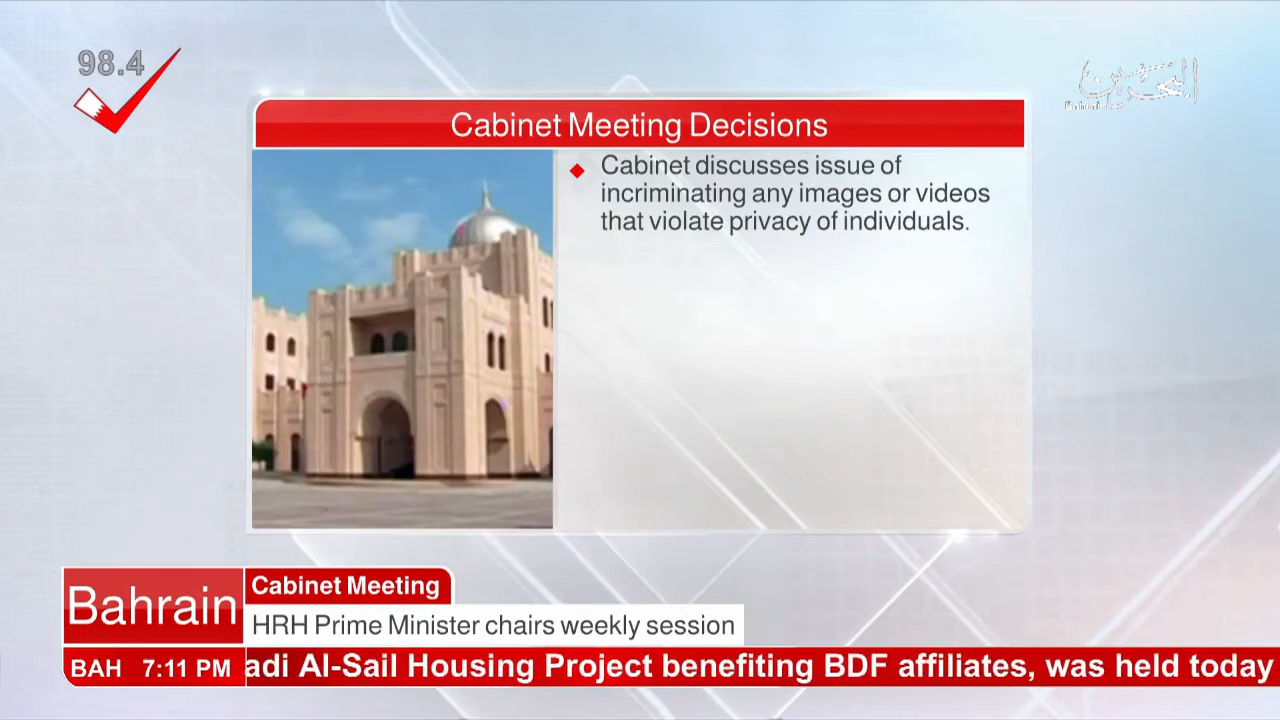 98.4
البحرين
Bahrain
Cabinet Meeting Decisions
Cabinet discusses issue of
incriminating any images or videos
that violate privacy of individuals.
Bahrain
Cabinet Meeting
HRH Prime Minister chairs weekly session
BAH 7:11 PM
adi Al-Sail Housing Project benefiting BDF affiliates, was held today